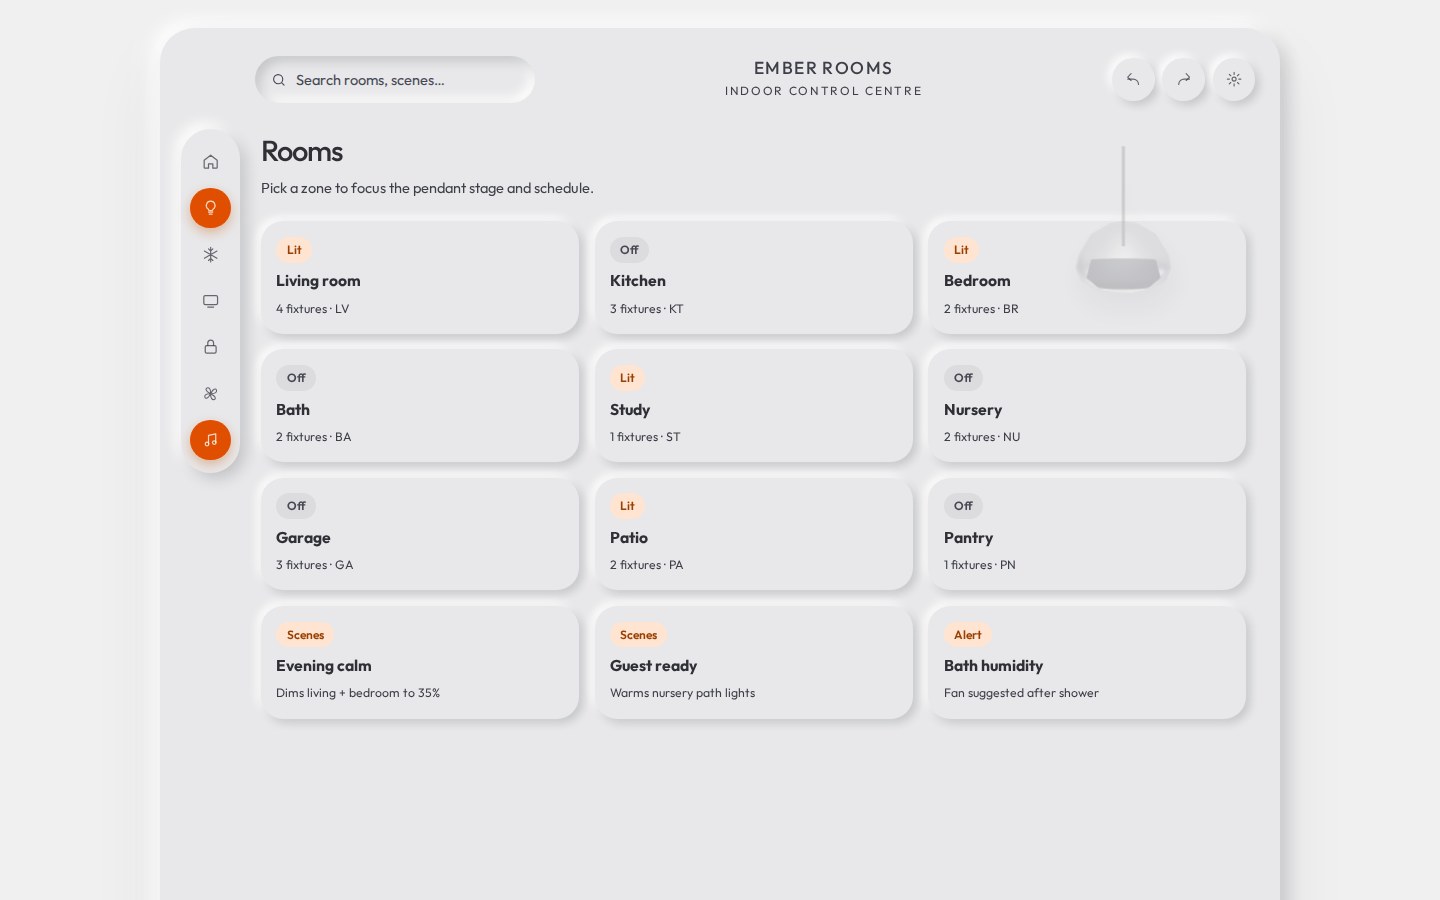 Search rooms, scenes...
EMBER ROOMS
INDOOR CONTROL CENTRE
Rooms
Pick a zone to focus the pendant stage and schedule.
Lit
Living room
4 fixtures · LV
Off
Kitchen
3 fixtures · KT
Lit
Bedroom
2 fixtures · BR
Off
Bath
2 fixtures · BA
Lit
Study
1 fixtures · ST
Off
Nursery
2 fixtures · NU
Off
Garage
3 fixtures · GA
Lit
Patio
2 fixtures · PA
Off
Pantry
1 fixtures · PN
Scenes
Evening calm
Dims living + bedroom to 35%
Scenes
Guest ready
Warms nursery path lights
Alert
Bath humidity
Fan suggested after shower